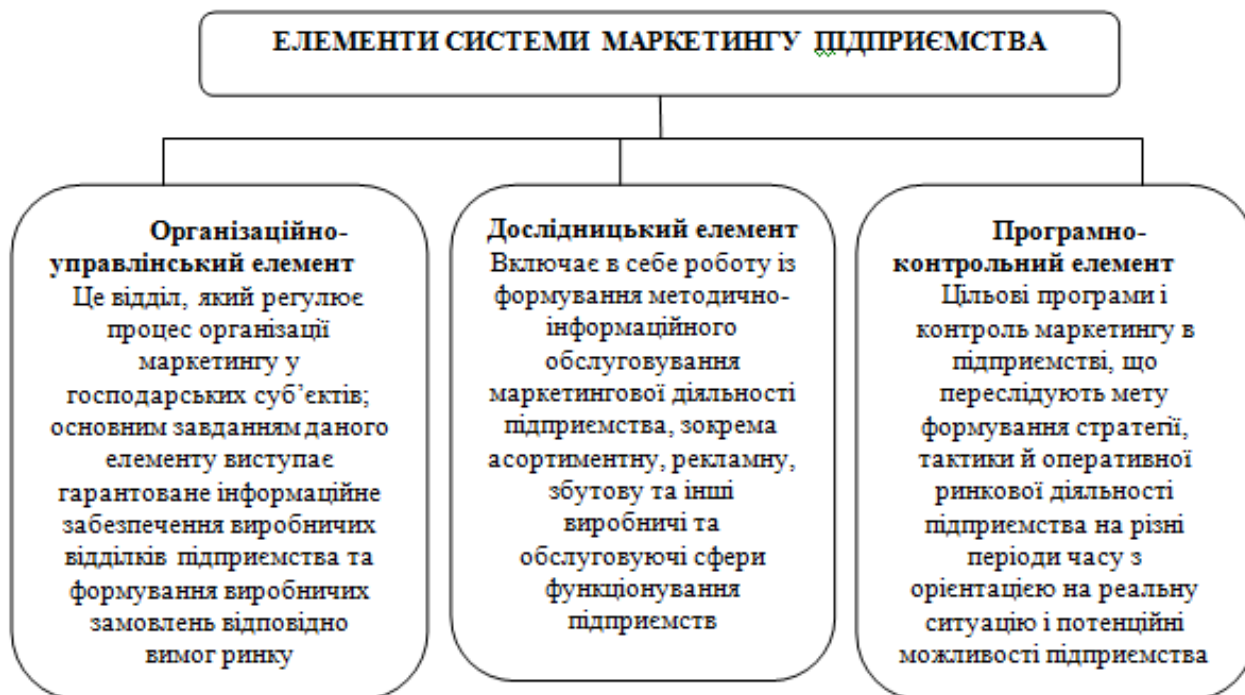 ЕЛЕМЕНТИ СИСТЕМИ МАРКЕТИНГУ ПІДПРИЄМСТВА
Організаційно-
управлінський елемент
Це відділ, який регулює
процес організації
маркетингу у
господарських суб’єктів;
основним завданням даного
елементу виступає
гарантоване інформаційне
забезпечення виробничих
відділків підприємства та
формування виробничих
замовлень відповідно
вимог ринку
Дослідницький елемент
Включає в себе роботу із
формування методично-
інформаційного
обслуговування
маркетингової діяльності
підприємства, зокрема
асортиментну, рекламну,
збутову та інші
виробничі та
обслуговуючі сфери
функціонування
підприємств
Програмно-
контрольний елемент
Цільові програми і
контроль маркетингу в
підприємстві, що
переслідують мету
формування стратегії,
тактики й оперативної
ринкової діяльності
підприємства на різні
періоди часу з
орієнтацією на реальну
ситуацію і потенційні
можливості підприємства